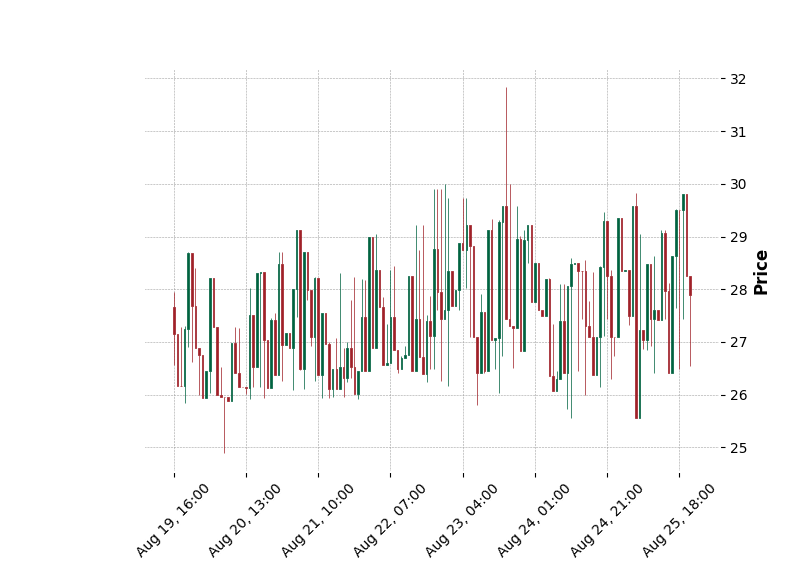 32
31
30
29
28
27
26
25
Price
Aug 19, 16:00
Aug 20, 13:00
Aug 21, 10:00
Aug 22, 07:00
Aug 23, 04:00
Aug 24, 01:00
Aug 24, 21:00
Aug 25, 18:00